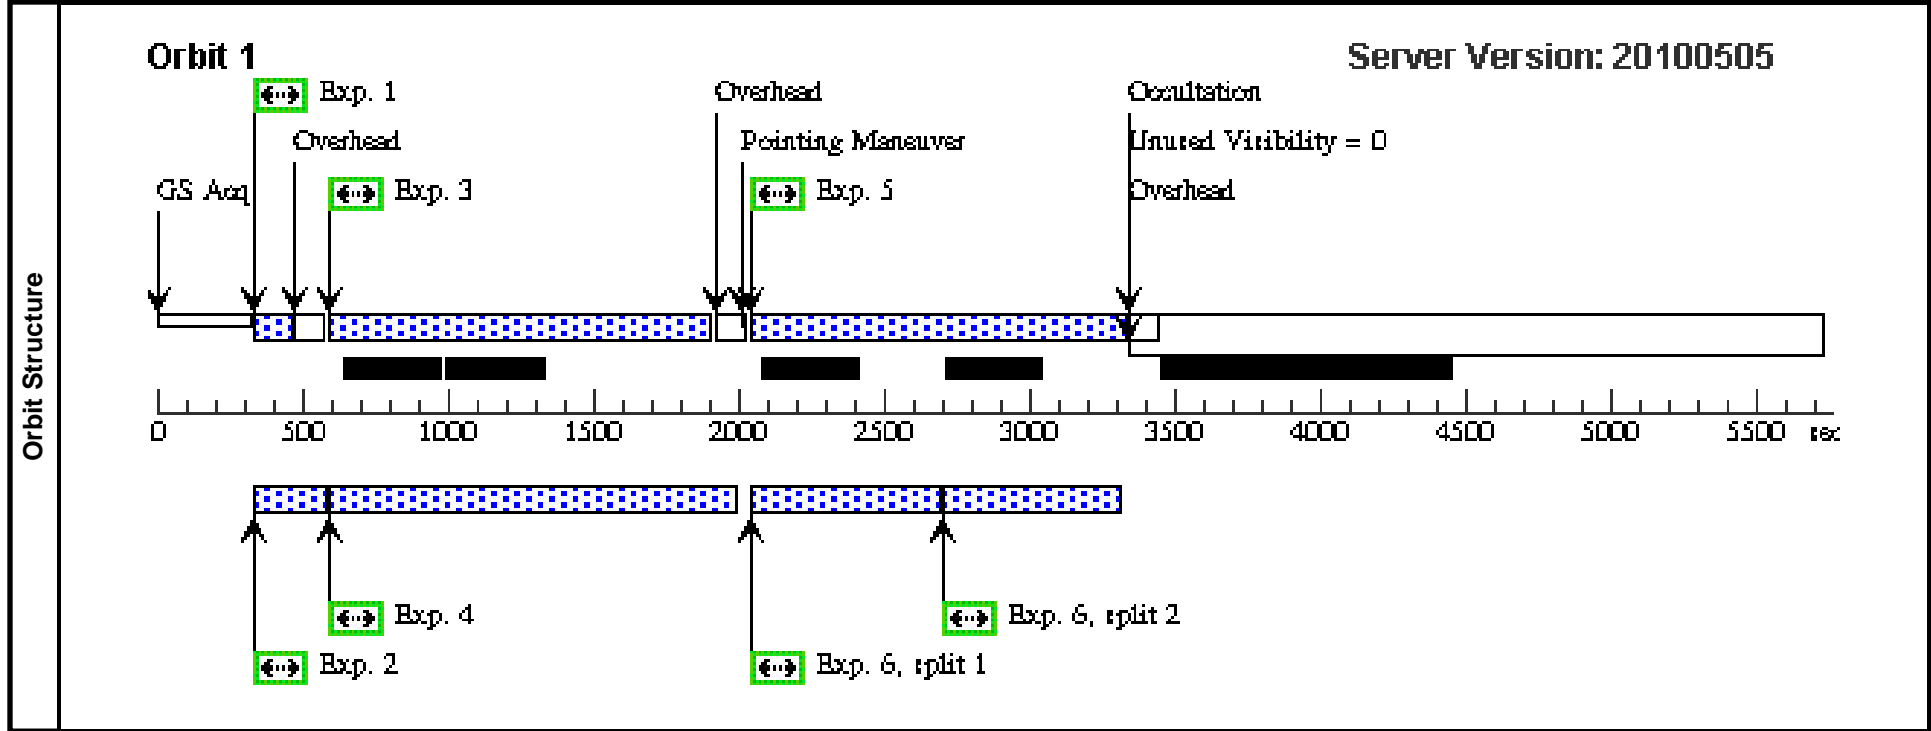 Orbit Structure
Orbit 1
Server Version: 20100505
Exp. 1
Overhead
Occultation
Overhead
Pointing Maneuver
Unused Visibility = 0
GS Acq
Exp. 3
Exp. 5
Overhead
0 500 1000 1500 2000 2500 3000 3500 4000 4500 5000 5500 sec
Exp. 4
Exp. 6, split 2
Exp. 2
Exp. 6, split 1